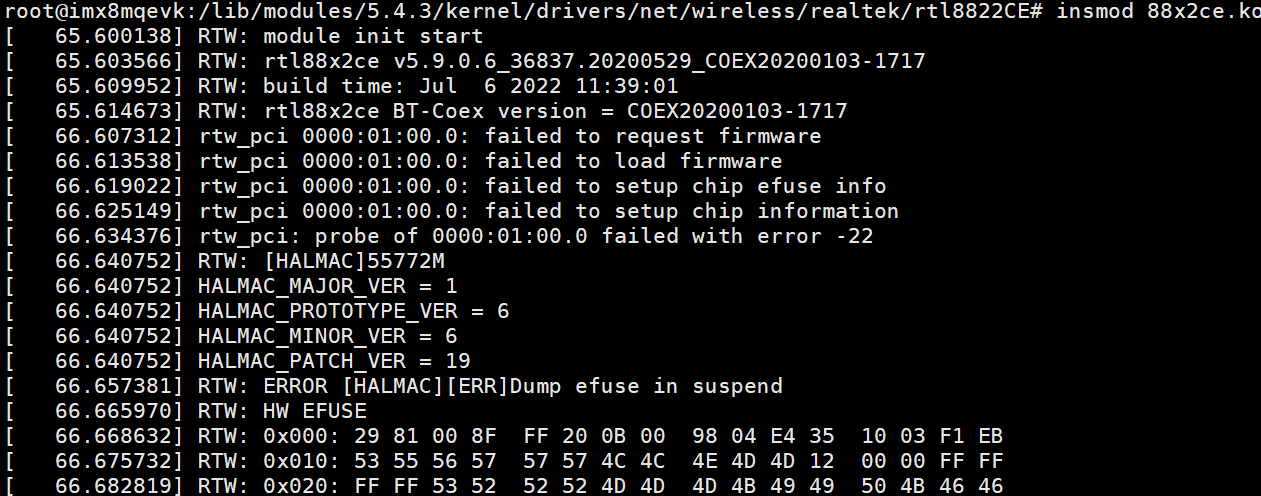 root@imx8mqevk:/lib/modules/5.4.3/kernel/drivers/net/wireless/realtek/rtl8822CE# insmod 88x2ce.ko
[   65.600138] RTW: module init start
[   65.603566] RTW: rtl88x2ce v5.9.0.6_36837.20200529_COEX20200103-1717
[   65.609952] RTW: build time: Jul  6 2022 11:39:01
[   65.614673] RTW: rtl88x2ce BT-Coex version = COEX20200103-1717
[   66.607312] rtw_pci 0000:01:00.0: failed to request firmware
[   66.613538] rtw_pci 0000:01:00.0: failed to load firmware
[   66.619022] rtw_pci 0000:01:00.0: failed to setup chip efuse info
[   66.625149] rtw_pci 0000:01:00.0: failed to setup chip information
[   66.634376] rtw_pci: probe of 0000:01:00.0 failed with error -22
[   66.640752] RTW: [HALMAC]55772M
[   66.640752] HALMAC_MAJOR_VER = 1
[   66.640752] HALMAC_PROTOTYPE_VER = 6
[   66.640752] HALMAC_MINOR_VER = 6
[   66.640752] HALMAC_PATCH_VER = 19
[   66.657381] RTW: ERROR [HALMAC][ERR]Dump efuse in suspend
[   66.665970] RTW: HW EFUSE
[   66.668632] RTW: 0x000: 29 81 00 8F  FF 20 0B 00  98 04 E4 35  10 03 F1 EB
[   66.675732] RTW: 0x010: 53 55 56 57  57 57 4C 4C  4E 4D 4D 12  00 00 FF FF
[   66.682819] RTW: 0x020: FF FF 53 52  52 52 4D 4D  4D 4B 49 49  50 4B 46 46